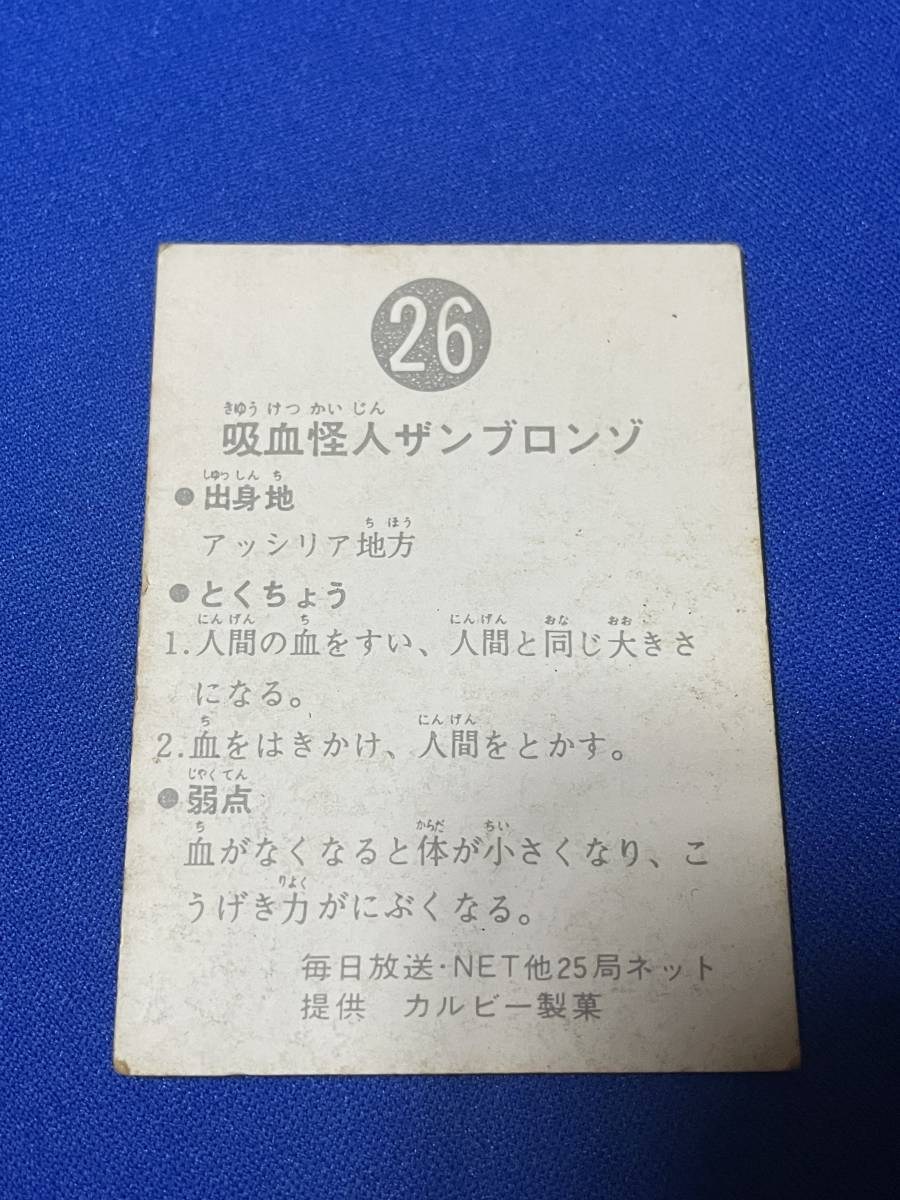 26
きゆう けつ かい じん
吸血怪人ザンブロンゾ
しゆつ しん ち
●出身地
ち ほう
アッシリア地方
●とくちょう
にん げん ち にん げん おな おお
1.人間の血をすい、人間と同じ大きさ
になる。
ち にん げん
2.血をはきかけ、人間をとかす。
じやく てん
●弱点
ち からだ ちい
血がなくなると体が小さくなり、こ
りよく
うげき力がにぶくなる。
毎日放送·NET他25局ネット
提供　カルビー製菓